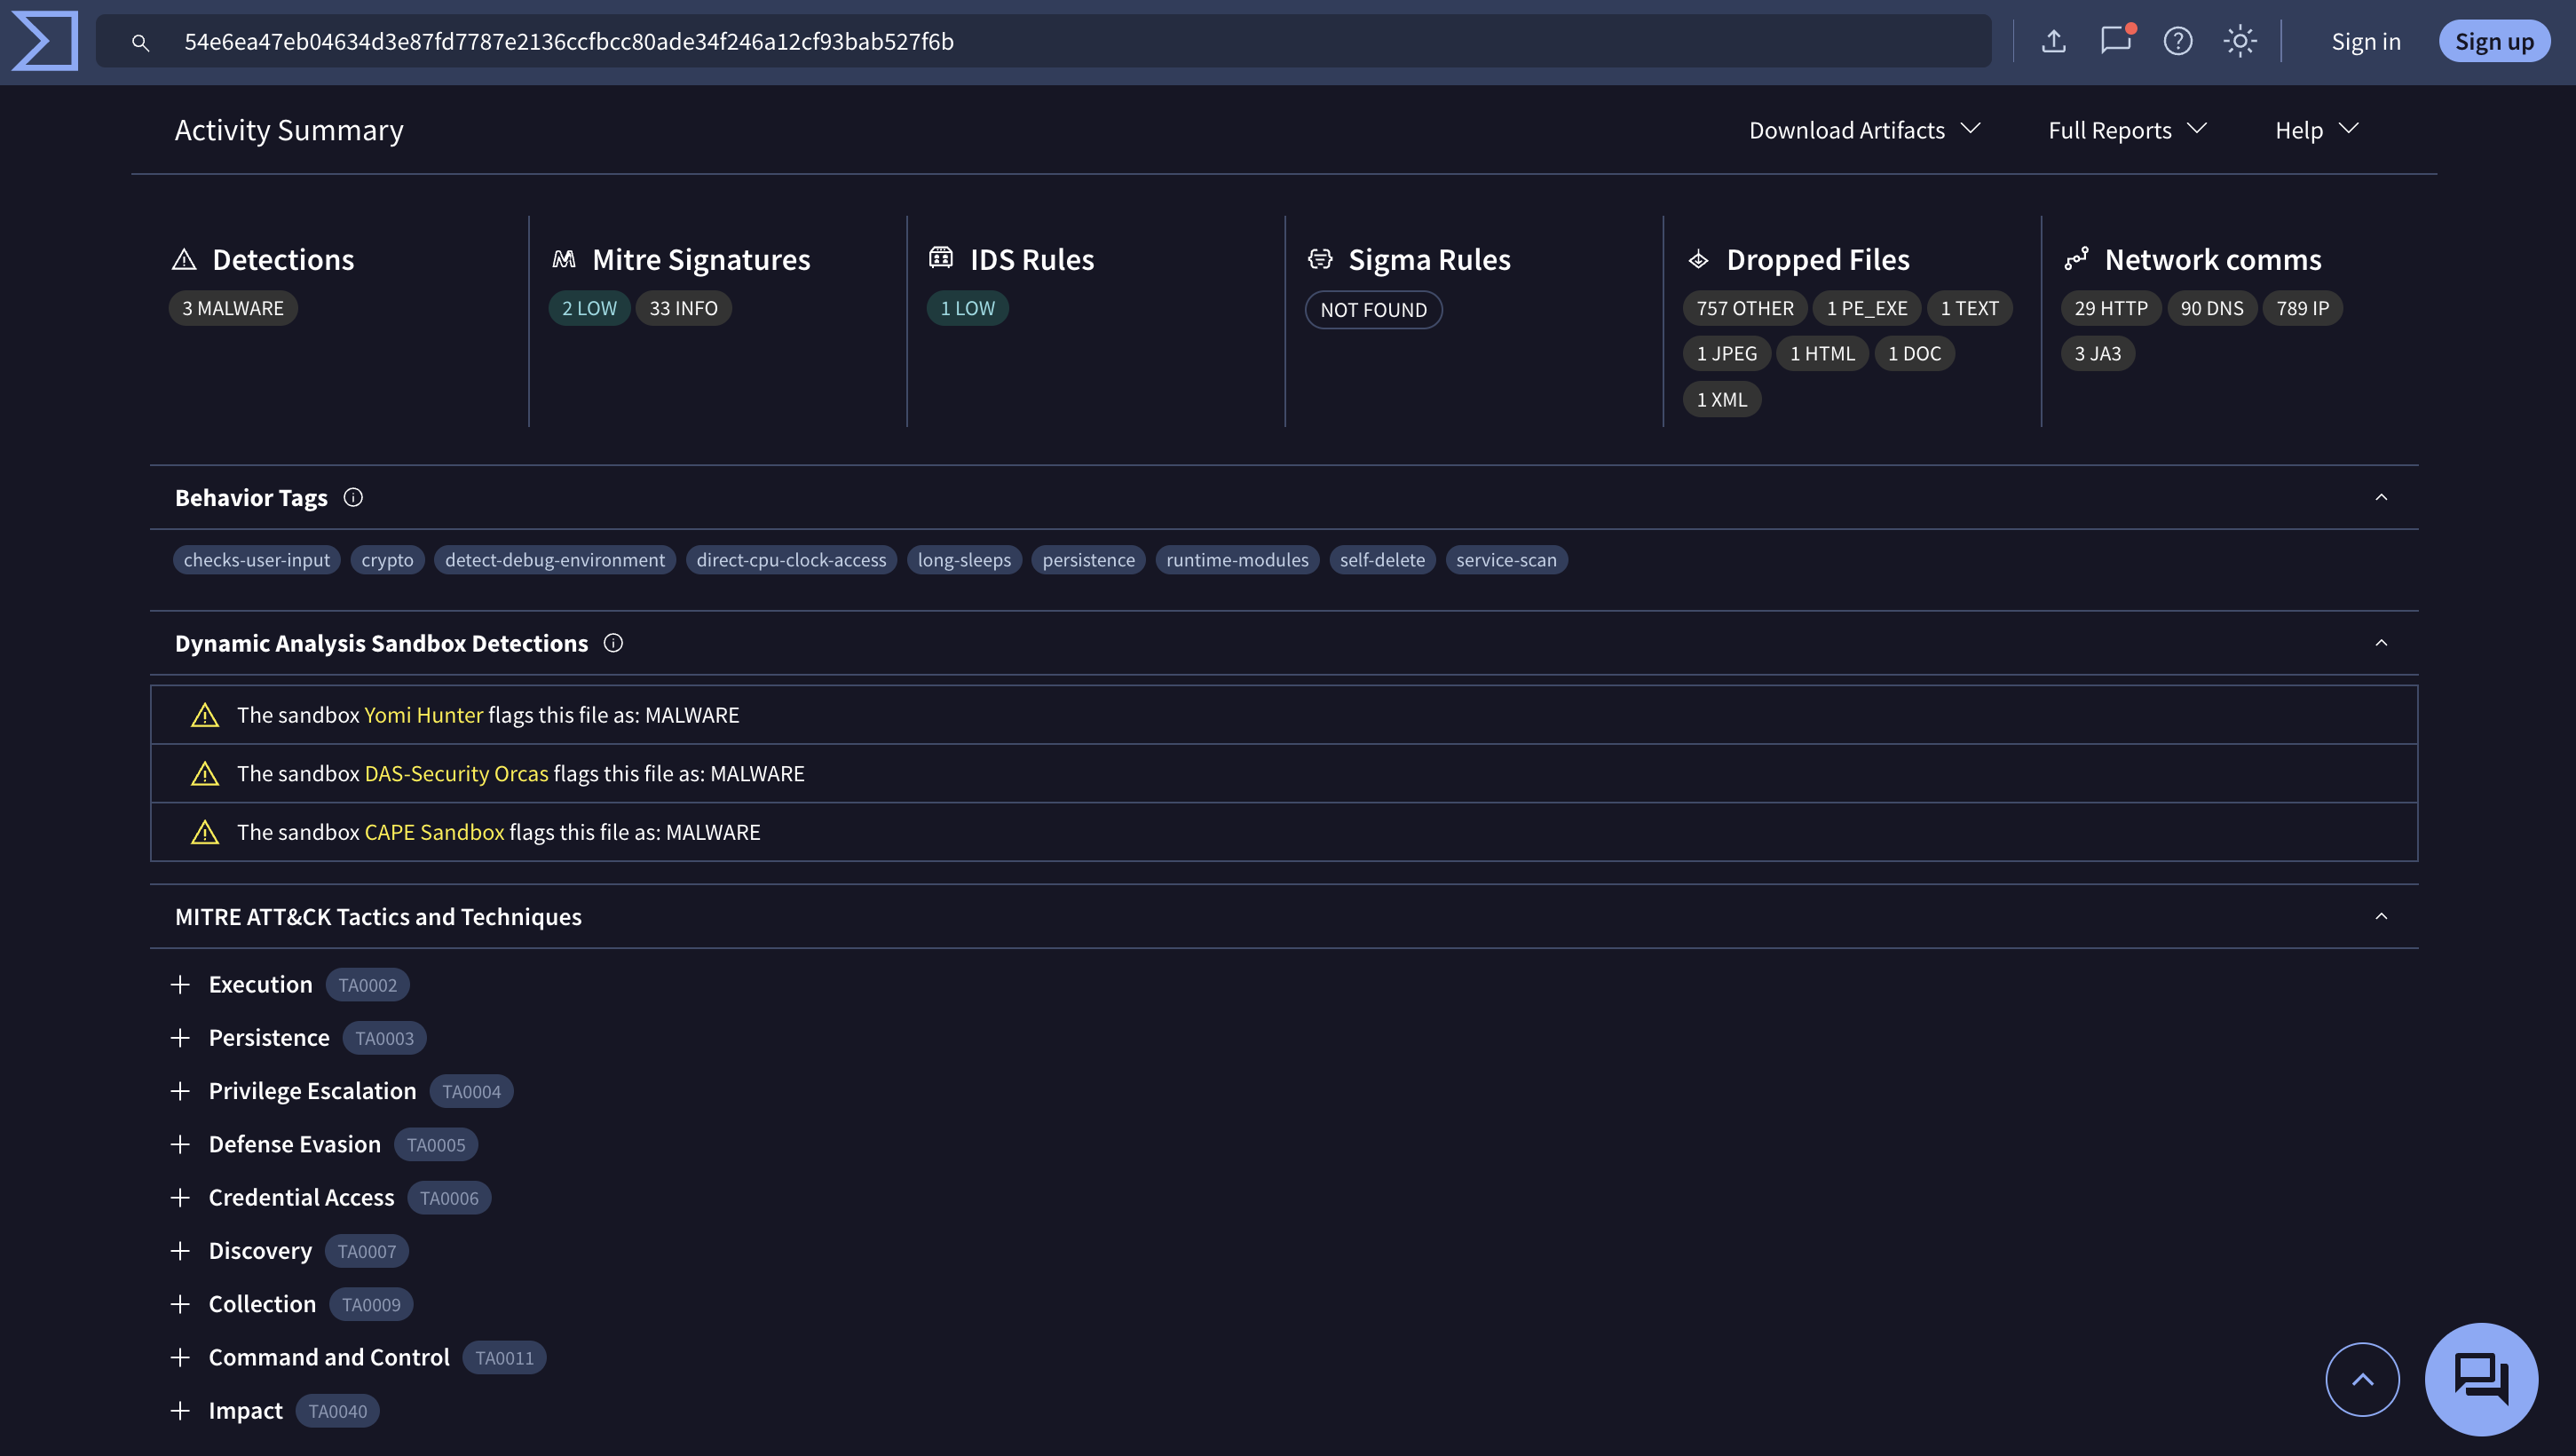 54e6ea47eb04634d3e87fd7787e2136ccfbcc80ade34f246a12cf93bab527f6b
Sign in
Sign up
Activity Summary
Download Artifacts
Full Reports
Help
Detections
3 MALWARE
Mitre Signatures
2 LOW 33 INFO
IDS Rules
1 LOW
Sigma Rules
NOT FOUND
Dropped Files
757 OTHER 1 PE_EXE 1 TEXT
1 JPEG 1 HTML 1 DOC
1 XML
Network comms
29 HTTP 90 DNS 789 IP
3 JA3
Behavior Tags
checks-user-input crypto detect-debug-environment direct-cpu-clock-access long-sleeps persistence runtime-modules self-delete service-scan
Dynamic Analysis Sandbox Detections
The sandbox Yomi Hunter flags this file as: MALWARE
The sandbox DAS-Security Orcas flags this file as: MALWARE
The sandbox CAPE Sandbox flags this file as: MALWARE
MITRE ATT&CK Tactics and Techniques
Execution TA0002
Persistence TA0003
Privilege Escalation TA0004
Defense Evasion TA0005
Credential Access TA0006
Discovery TA0007
Collection TA0009
Command and Control TA0011
Impact TA0040